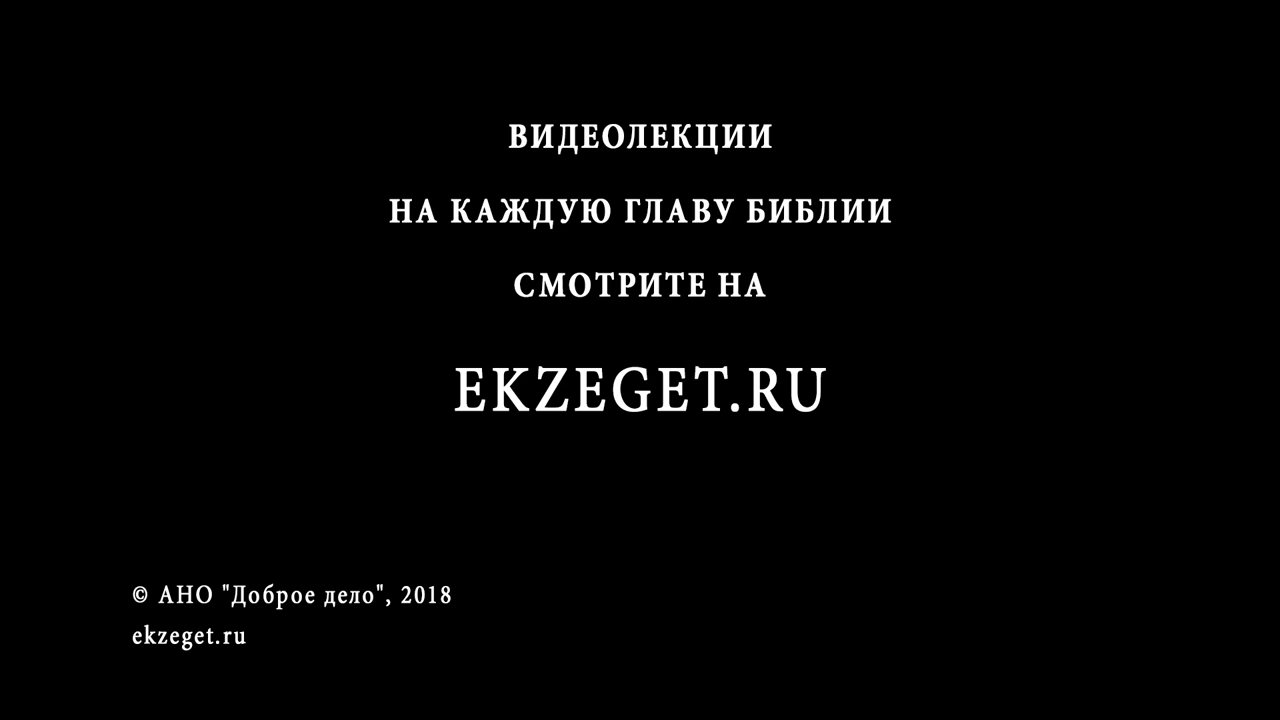 ВИДЕОЛЕКЦИИ
НА КАЖДУЮ ГЛАВУ БИБЛИИ
СМОТРИТЕ НА
EKZEGET.RU
© АНО "Доброе дело", 2018
ekzeget.ru